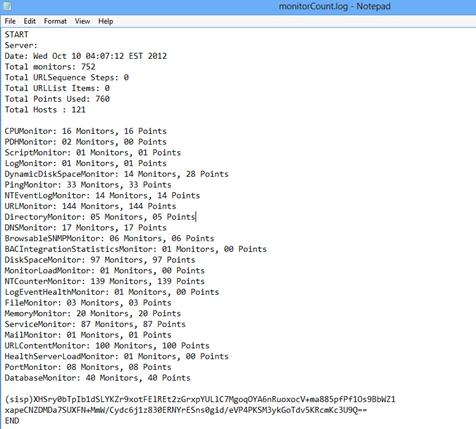 monitorCount.log - Notepad
File Edit Format View Help
START
Server:
Date: Wed Oct 10 04:07:12 EST 2012
Total monitors: 752
Total URLSequence Steps: 0
Total URLList Items: 0
Total Points Used: 760
Total Hosts : 121
CPUMonitor: 16 Monitors, 16 Points
PDHMonitor: 02 Monitors, 00 Points
ScriptMonitor: 01 Monitors, 01 Points
LogMonitor: 01 Monitors, 01 Points
DynamicDiskSpaceMonitor: 14 Monitors, 28 Points
PingMonitor: 33 Monitors, 33 Points
NTEventLogMonitor: 14 Monitors, 14 Points
URLMonitor: 144 Monitors, 144 Points
DirectoryMonitor: 05 Monitors, 05 Points
DNSMonitor: 17 Monitors, 17 Points
BrowsableSNMPMonitor: 06 Monitors, 06 Points
BACIntegrationStatisticsMonitor: 01 Monitors, 00 Points
DiskSpaceMonitor: 97 Monitors, 97 Points
MonitorLoadMonitor: 01 Monitors, 00 Points
NTCounterMonitor: 139 Monitors, 139 Points
LogEventHealthMonitor: 01 Monitors, 00 Points
FileMonitor: 03 Monitors, 03 Points
MemoryMonitor: 20 Monitors, 20 Points
ServiceMonitor: 87 Monitors, 87 Points
MailMonitor: 01 Monitors, 01 Points
URLContentMonitor: 100 Monitors, 100 Points
HealthServerLoadMonitor: 01 Monitors, 00 Points
PortMonitor: 08 Monitors, 08 Points
DatabaseMonitor: 40 Monitors, 40 Points
(sisp)XHSry0bTpIb1dSLYKZr9xotFElREt2zGrxpYULlC7MgoqOYA6nRuoxocV+ma885pfPf1Os9BbWZ1
xapeCNZDMDa7SUXFN+MmW/Cydc6j1z830ERNYrESns0gid/eVP4PKSM3ykGoTdv5KRcmKc3U9Q==
END